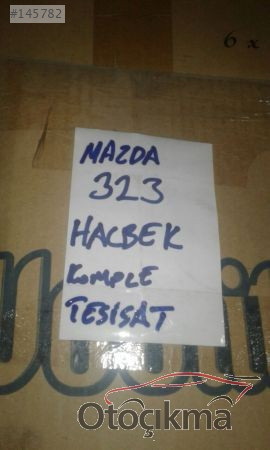 #145782
6 x
MAZDA
323
HACBEK
KOMPLE
TESİSAT
Otoçıkma